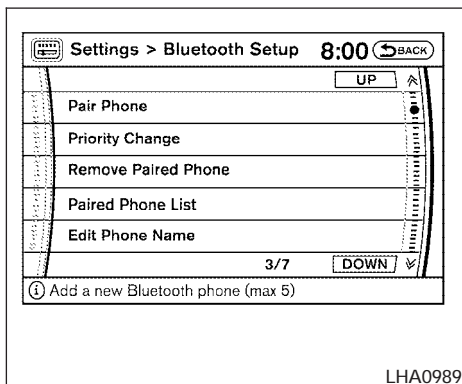 Settings > Bluetooth Setup 8:00 BACK
UP
Pair Phone
Priority Change
Remove Paired Phone
Paired Phone List
Edit Phone Name
3/7 DOWN
i Add a new Bluetooth phone (max 5)
LHA0989